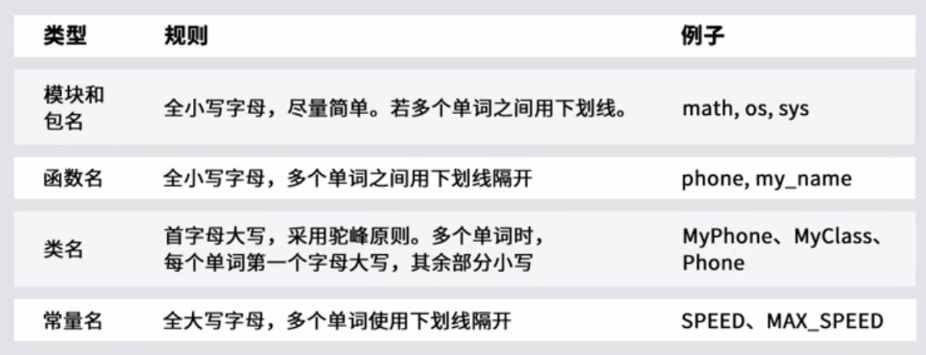 类型 规则 例子
模块和
包名
全小写字母，尽量简单。若多个单词之间用下划线。
math, os, sys
函数名 全小写字母，多个单词之间用下划线隔开 phone, my_name
类名
首字母大写，采用驼峰原则。多个单词时，
每个单词第一个字母大写，其余部分小写
MyPhone、MyClass、
Phone
常量名 全大写字母，多个单词使用下划线隔开 SPEED、MAX_SPEED